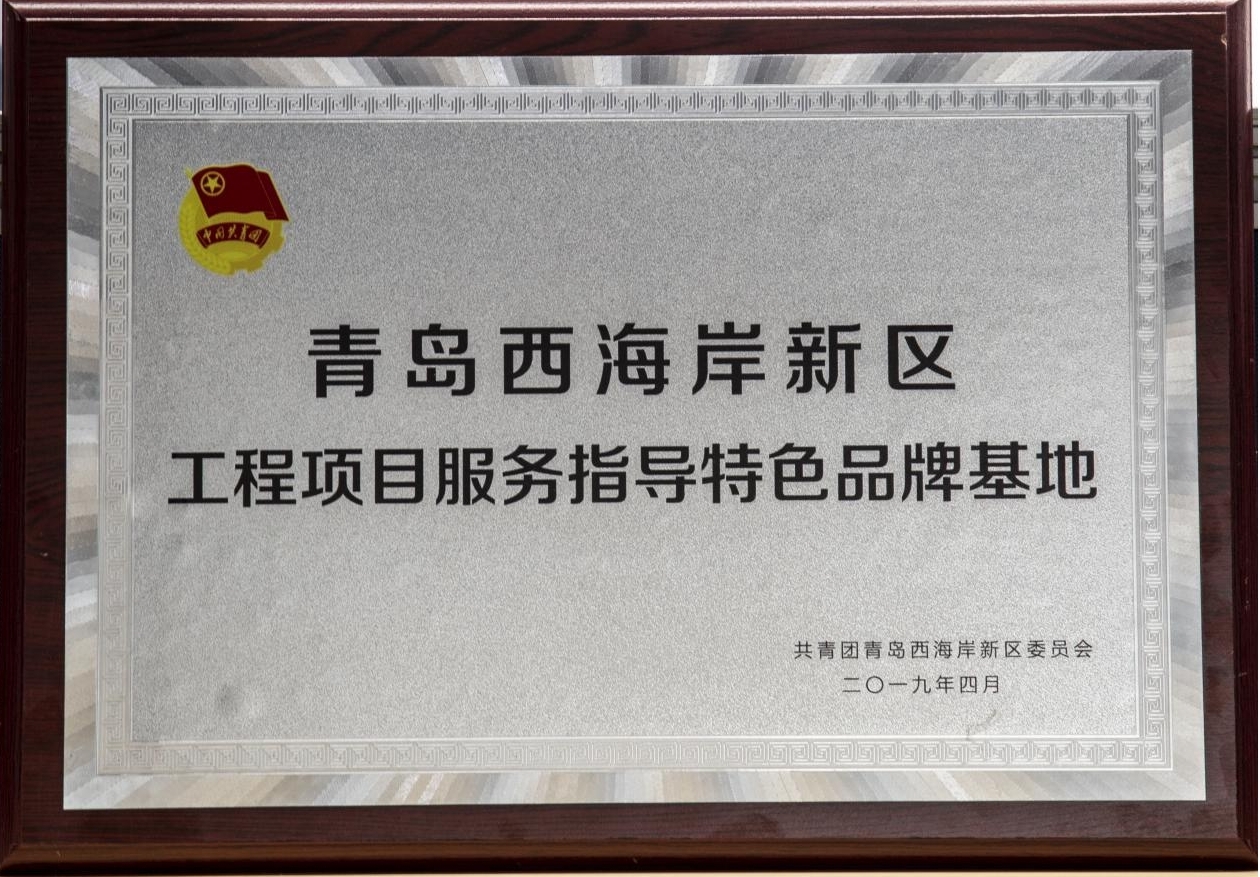 中国共青团
青岛西海岸新区
工程项目服务指导特色品牌基地
共青团青岛西海岸新区委员会
二〇一九年四月